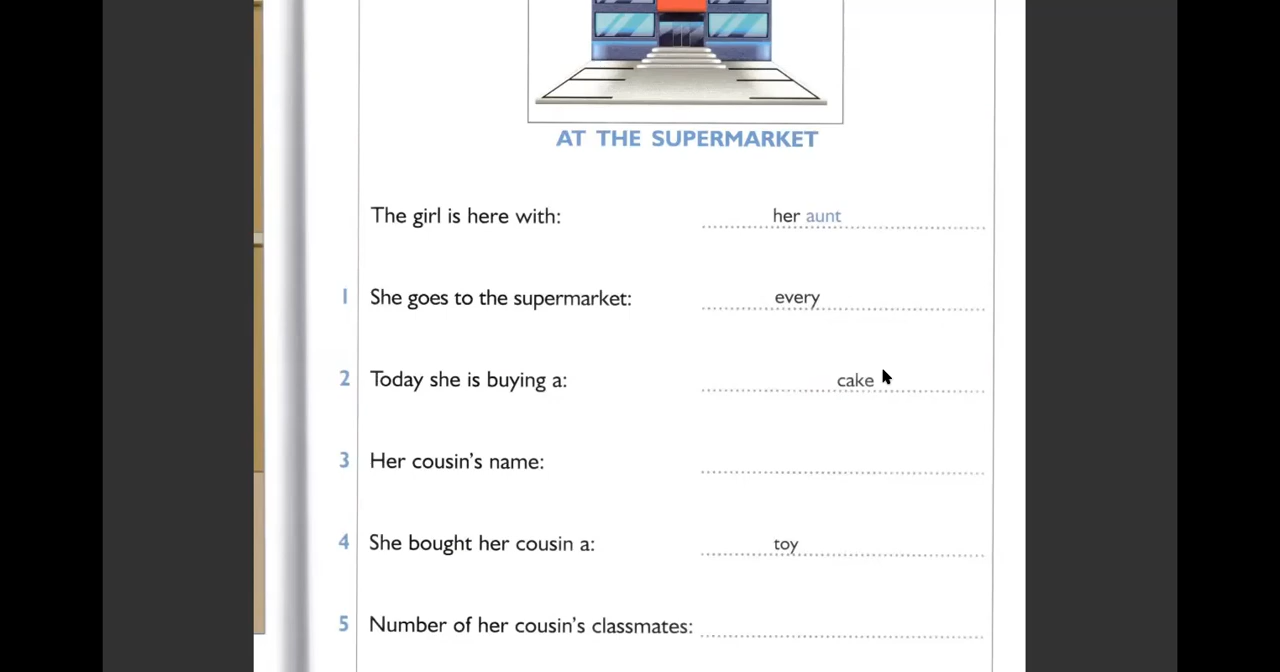 AT THE SUPERMARKET
The girl is here with: her aunt
1 She goes to the supermarket: every
2 Today she is buying a: cake
3 Her cousin's name:
4 She bought her cousin a: toy
5 Number of her cousin's classmates: